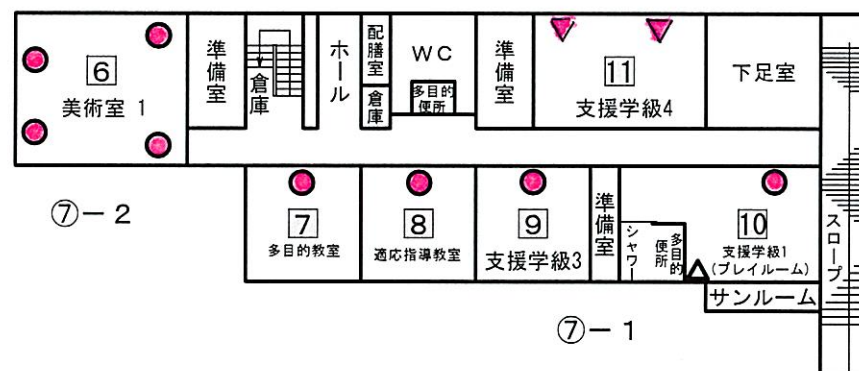 6
美術室 1
準備室
倉庫
ホール
配膳室
倉庫
WC
多目的便所
準備室
11
支援学級4
下足室
⑦-2
7
多目的教室
8
適応指導教室
9
支援学級3
準備室
シャワー
多目的便所
10
支援学級1
(プレイルーム)
サンルーム
スロープ
⑦-1